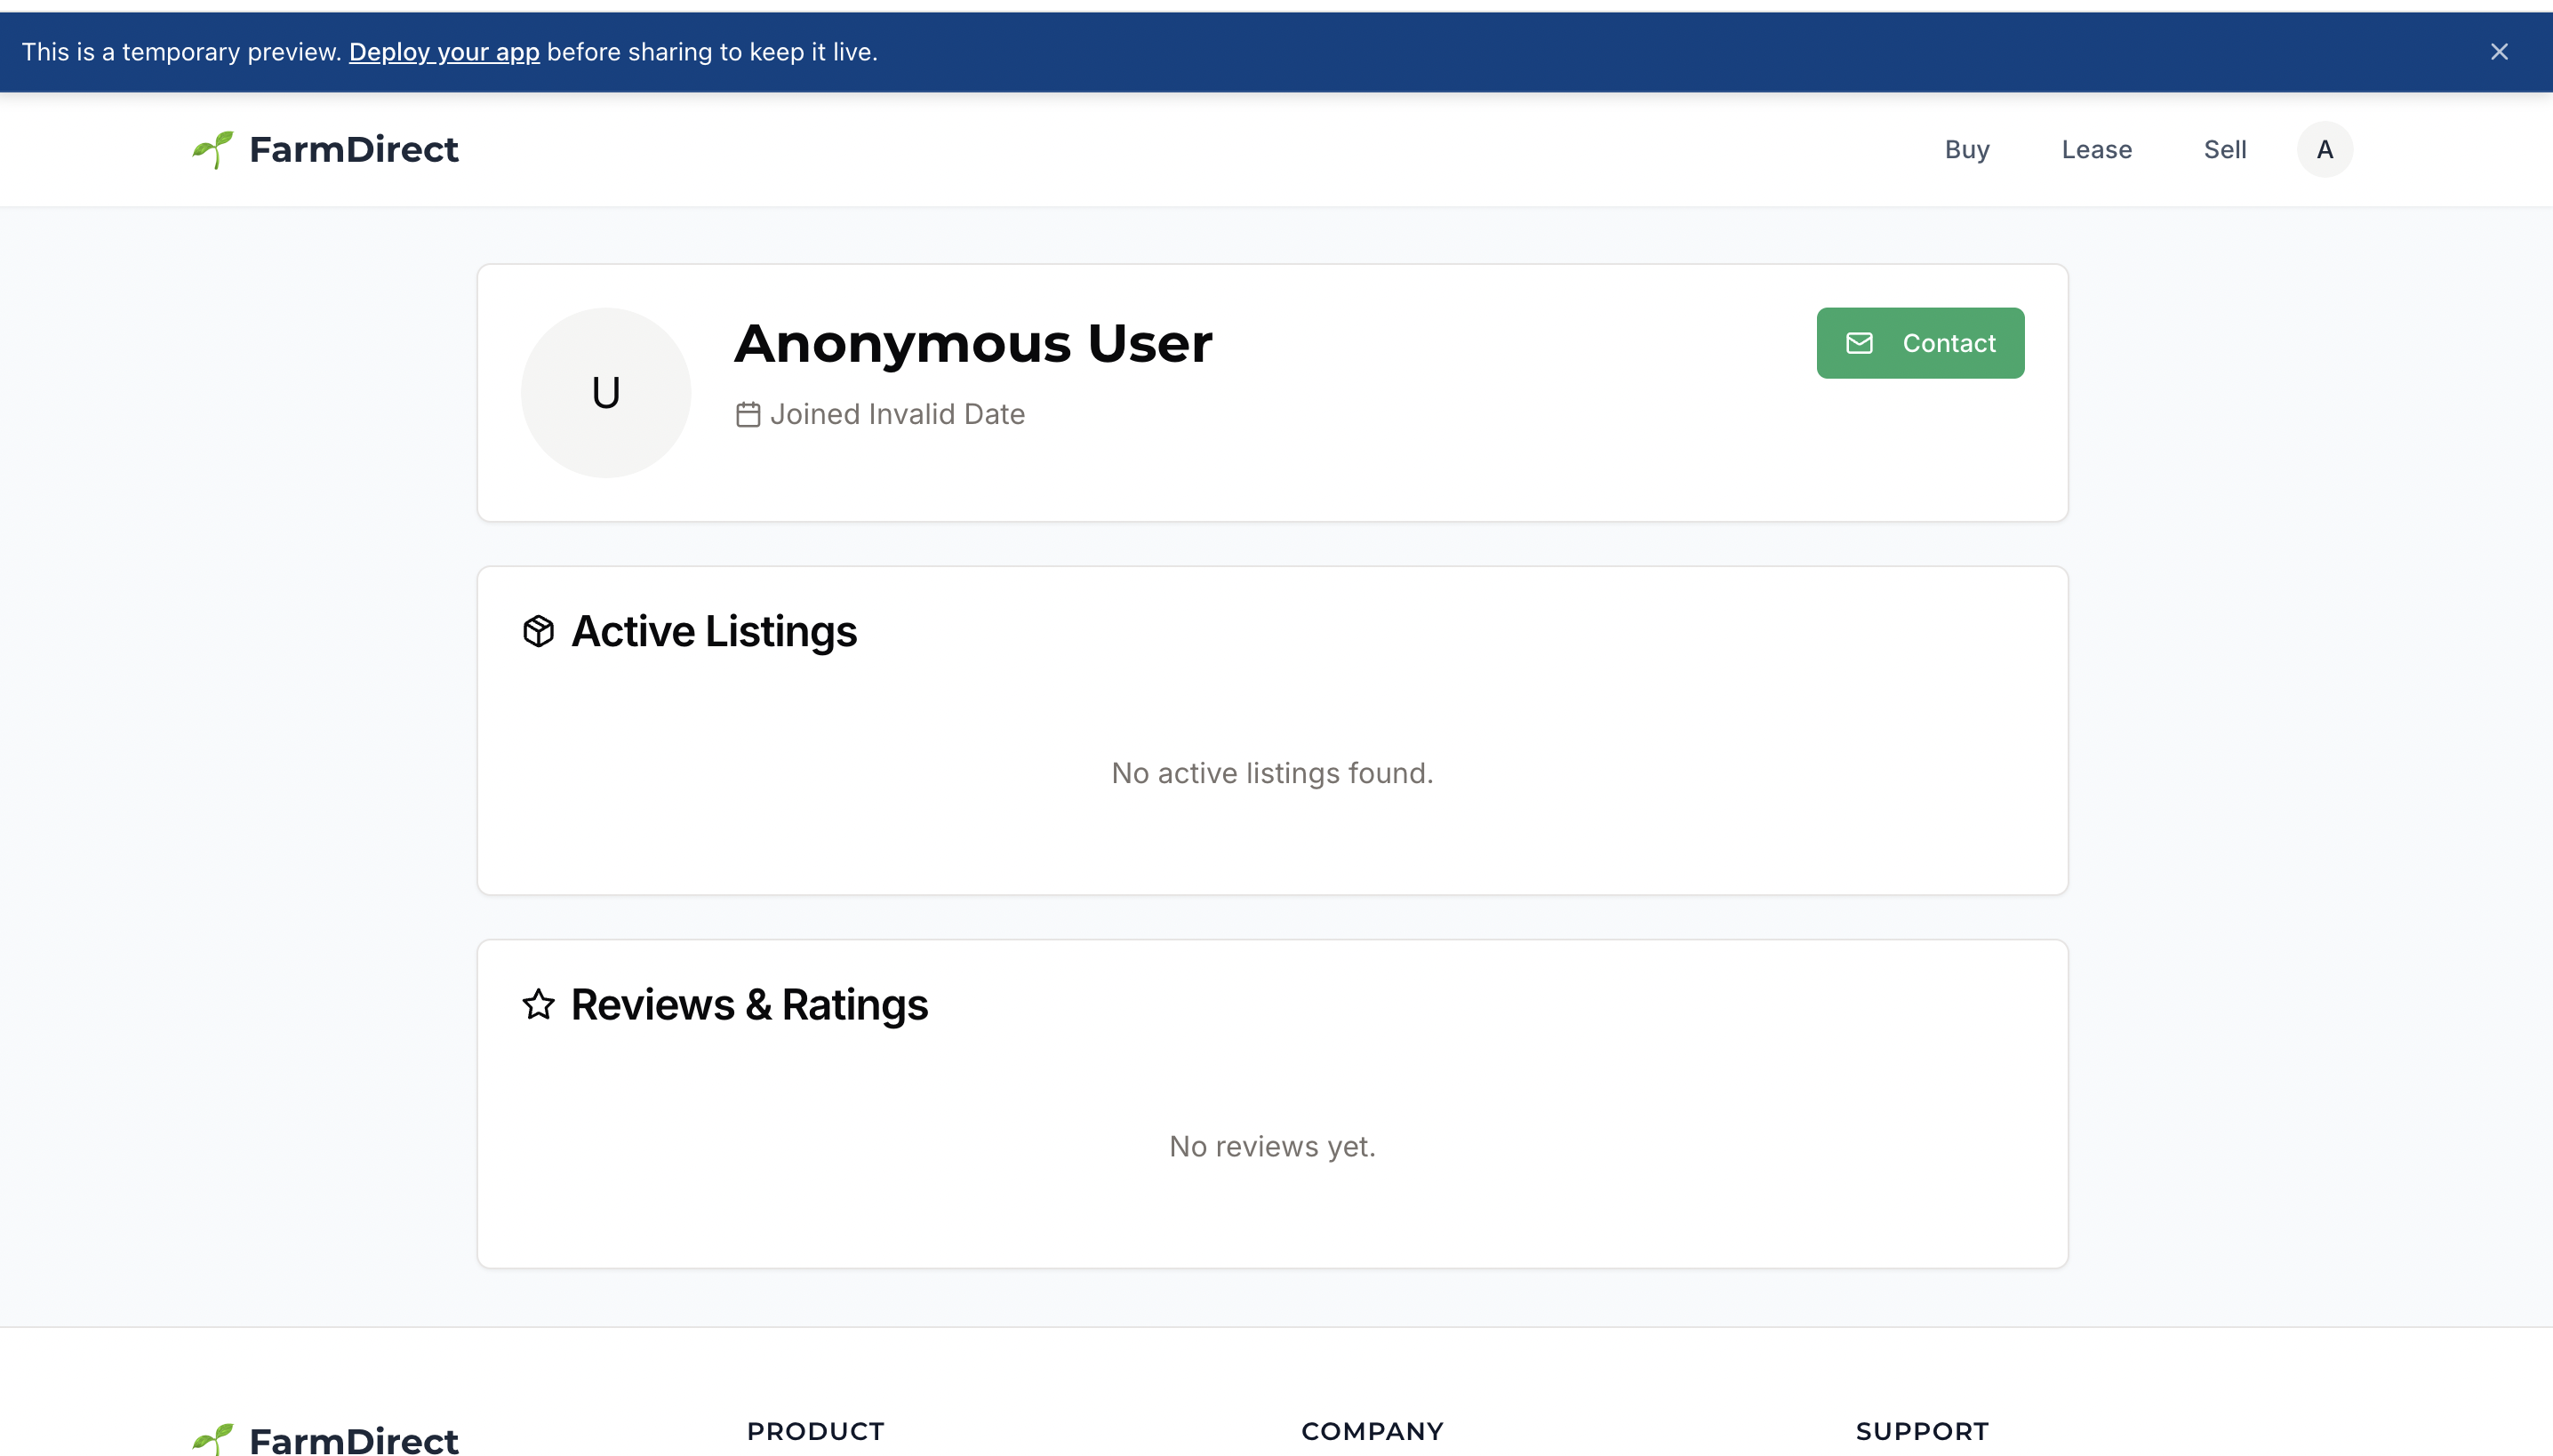 This is a temporary preview. Deploy your app before sharing to keep it live.
FarmDirect
Buy
Lease
Sell
A
U
Anonymous User
Joined Invalid Date
Contact
Active Listings
No active listings found.
Reviews & Ratings
No reviews yet.
FarmDirect
PRODUCT
COMPANY
SUPPORT